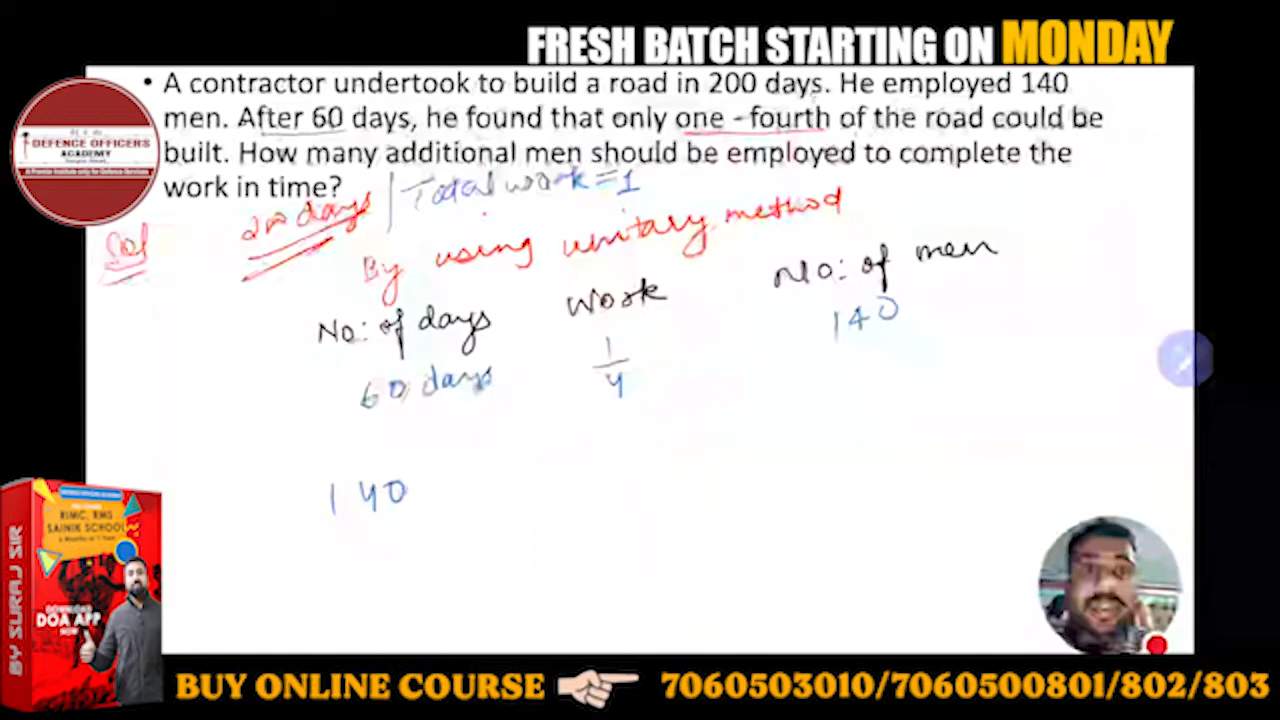 FRESH BATCH STARTING ON MONDAY
• A contractor undertook to build a road in 200 days. He employed 140
men. After 60 days, he found that only one - fourth of the road could be
built. How many additional men should be employed to complete the
work in time?
DEFENCE OFFICERS
ACADEMY
Sol
200 days | Total work = 1
By using unitary method
No: of days Work No: of men
60 days 1/4 140
140
RIMC, RMS
SAINIK SCHOOL
DOWNLOAD
DOA APP
NOW
BY SURAJ SIR
BUY ONLINE COURSE 7060503010/7060500801/802/803